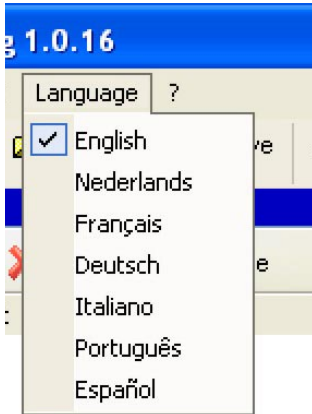 g 1.0.16
Language ?
English
Nederlands
Français
Deutsch
Italiano
Português
Español